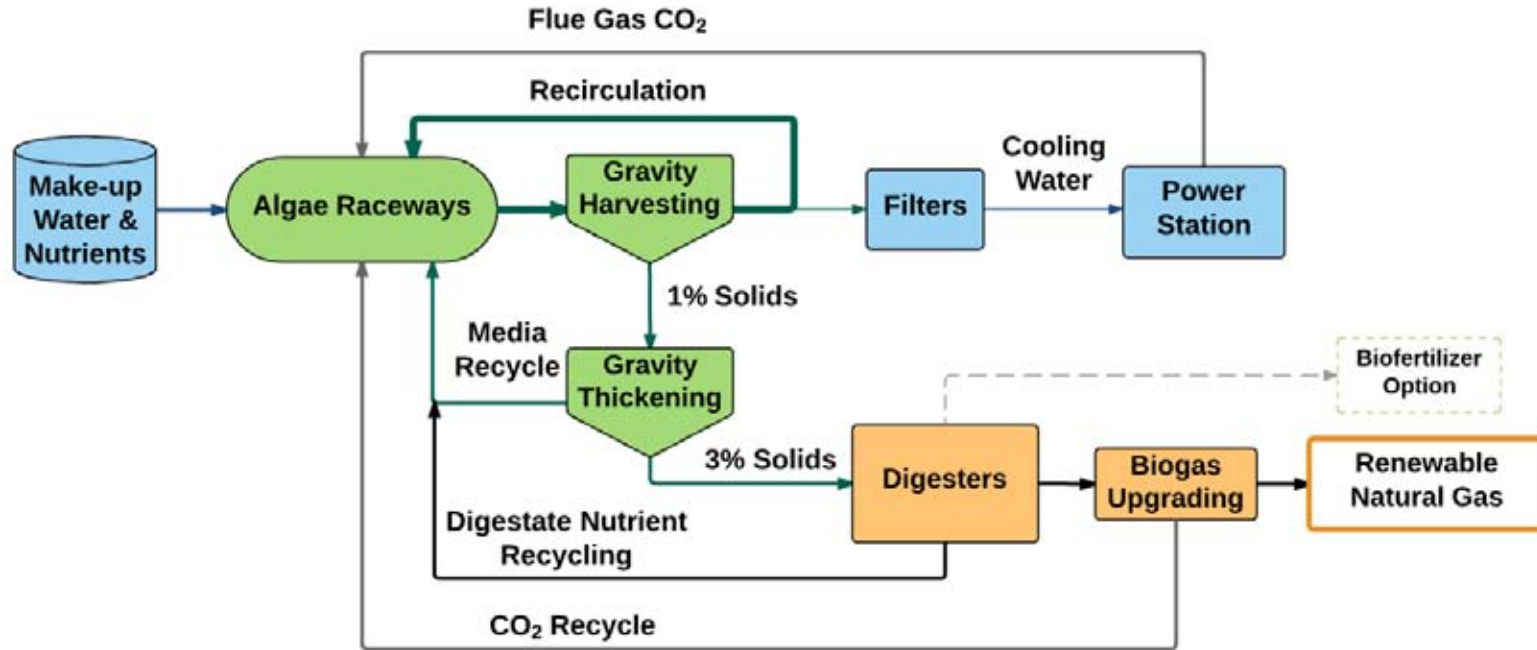 Flue Gas CO₂
Recirculation
Make-up
Water &
Nutrients
Algae Raceways
Gravity
Harvesting
Filters
Cooling
Water
Power
Station
1% Solids
Media
Recycle
Gravity
Thickening
Biofertilizer
Option
3% Solids
Digesters
Biogas
Upgrading
Renewable
Natural Gas
Digestate Nutrient
Recycling
CO₂ Recycle